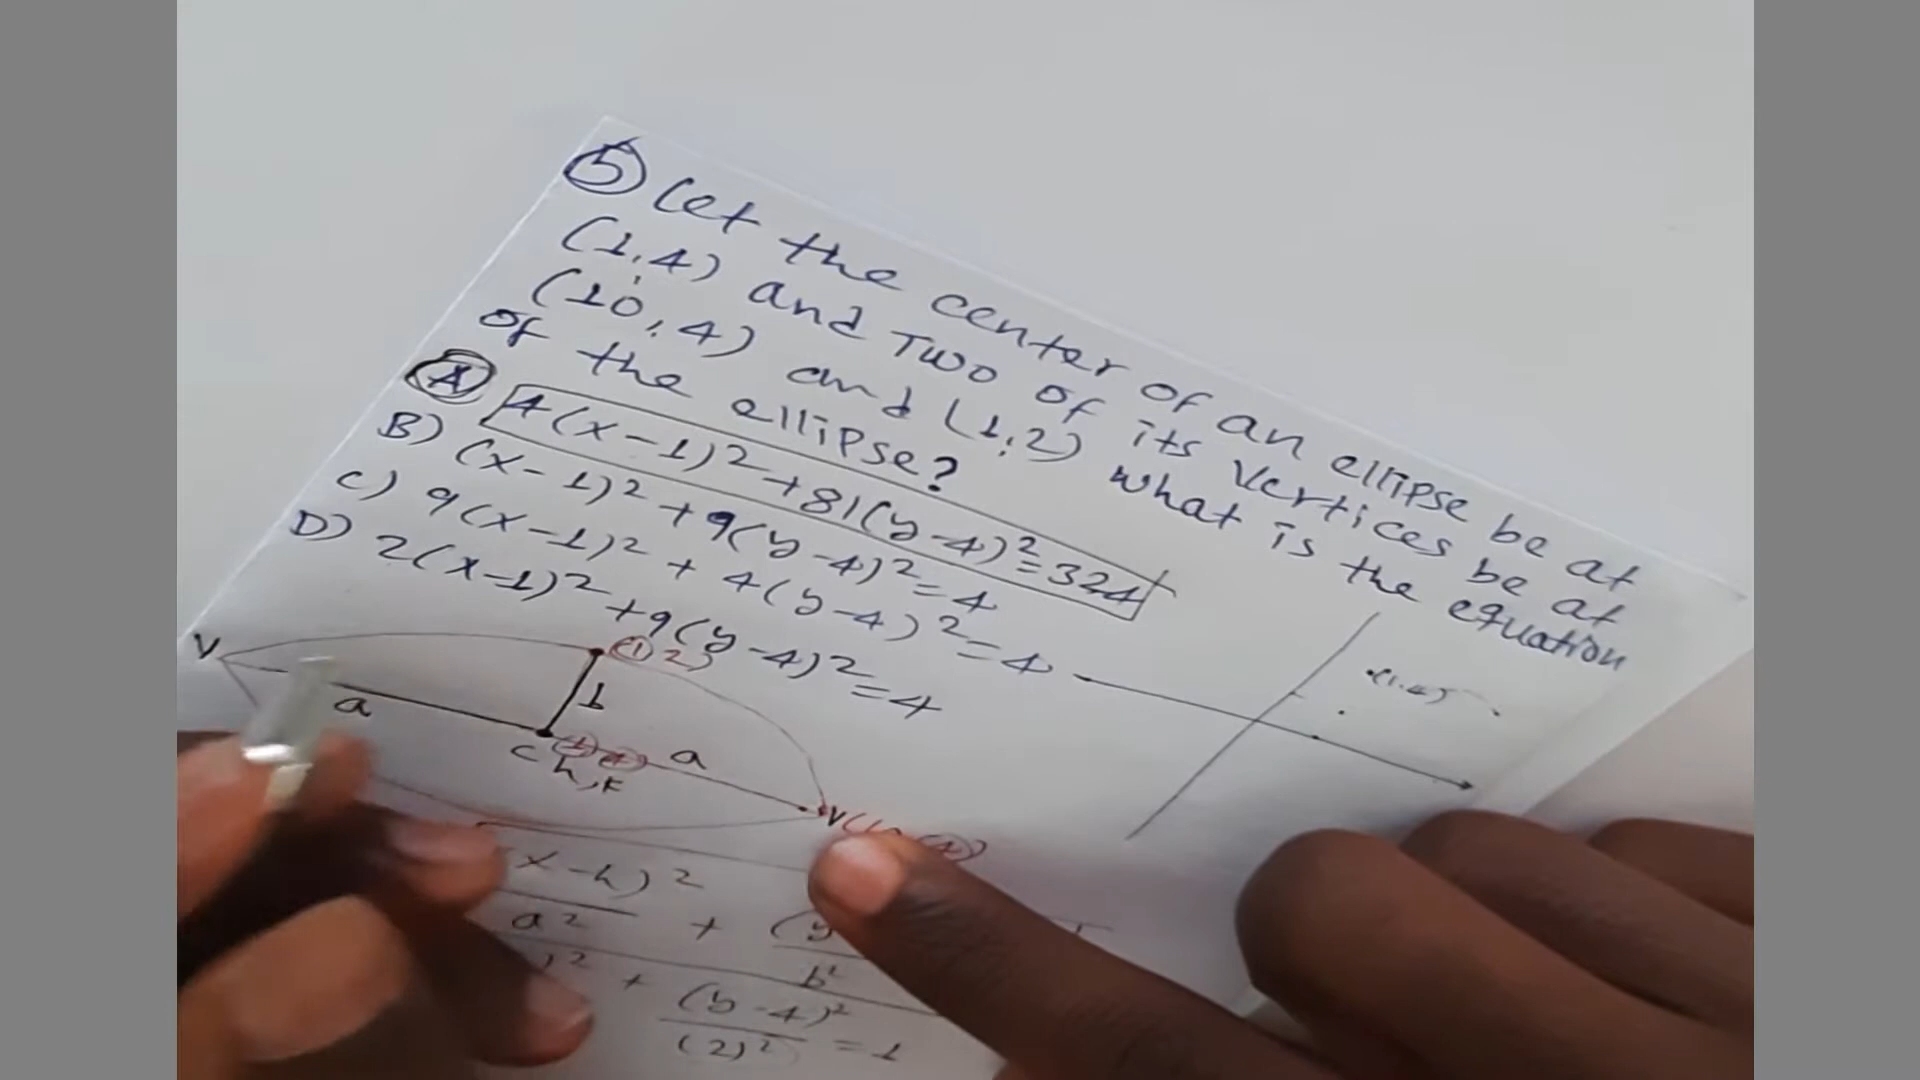 5 Let the center of an ellipse be at
(1,4) and Two of its vertices be at
(10,4) and (1,2) what is the equation
of the ellipse?
A 4(x-1)²+81(y-4)²=324
B) (x-1)²+9(y-4)²=4
C) 9(x-1)²+4(y-4)²=4
D) 2(x-1)²+9(y-4)²=4
V
(1,2)
b
a
C
a
h,k
V
(x-h)²
a²
+
b²
)² + (y-4)²
(2)² =1